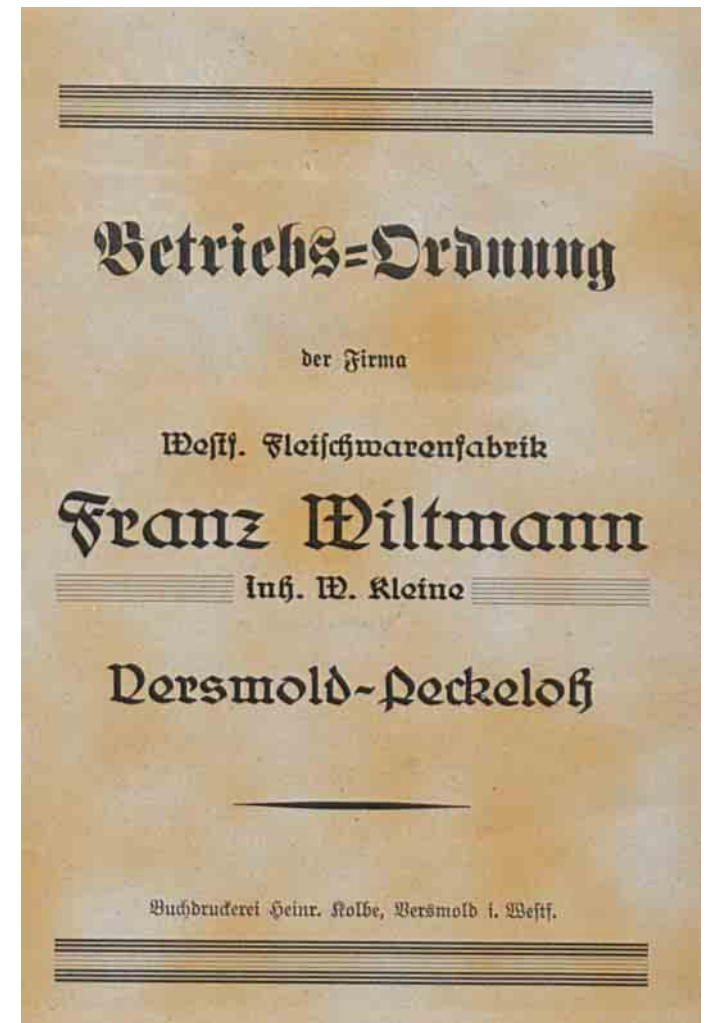 Betriebs=Ordnung
der Firma
Westf. Fleischwarenfabrik
Franz Wiltmann
Inh. W. Kleine
Versmold-Peckeloh
Buchdruckerei Heinr. Kolbe, Versmold i. Westf.